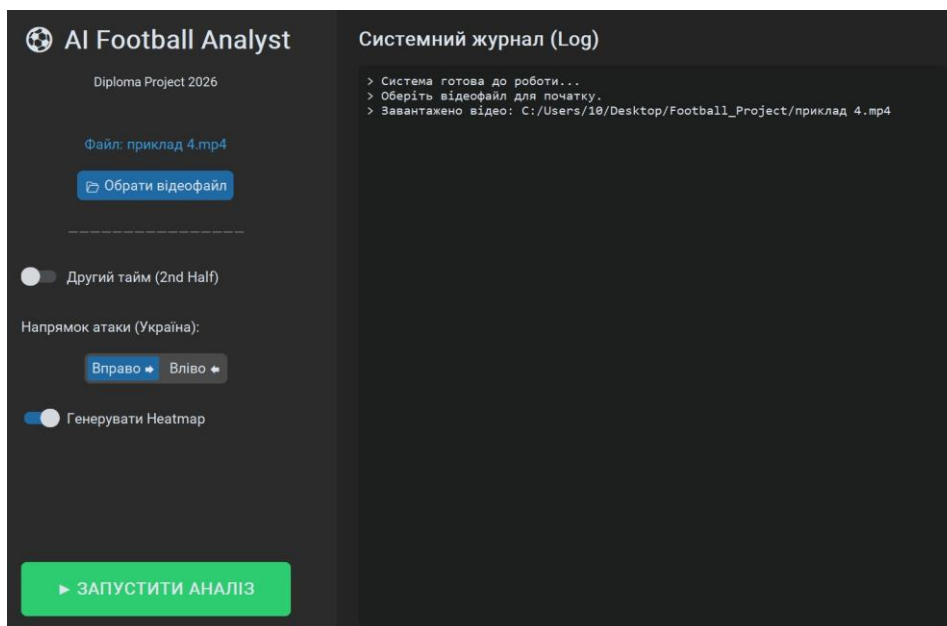 AI Football Analyst
Diploma Project 2026
Файл: приклад 4.mp4
Обрати відеофайл
----------------
Другий тайм (2nd Half)
Напрямок атаки (Україна):
Вправо ➡ Вліво ⬅
Генерувати Heatmap
► ЗАПУСТИТИ АНАЛІЗ
Системний журнал (Log)
> Система готова до роботи...
> Оберіть відеофайл для початку.
> Завантажено відео: C:/Users/10/Desktop/Football_Project/приклад 4.mp4